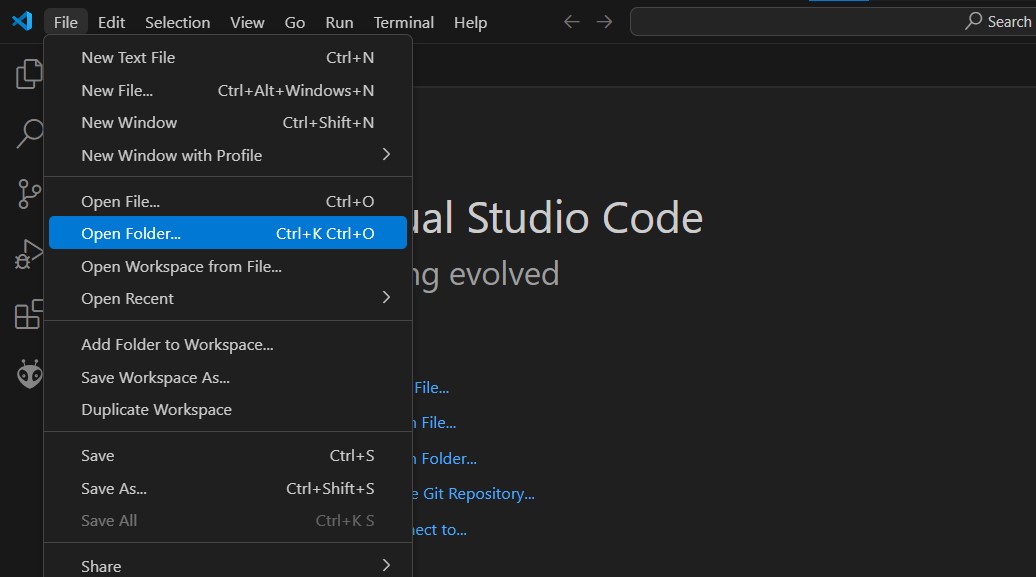 File Edit Selection View Go Run Terminal Help Search
New Text File Ctrl+N
New File... Ctrl+Alt+Windows+N
New Window Ctrl+Shift+N
New Window with Profile
Open File... Ctrl+O
Open Folder... Ctrl+K Ctrl+O
Open Workspace from File...
Open Recent
Add Folder to Workspace...
Save Workspace As...
Duplicate Workspace
Save Ctrl+S
Save As... Ctrl+Shift+S
Save All Ctrl+K S
Share
Studio Code
evolved
File...
File...
Folder...
Git Repository...
to...